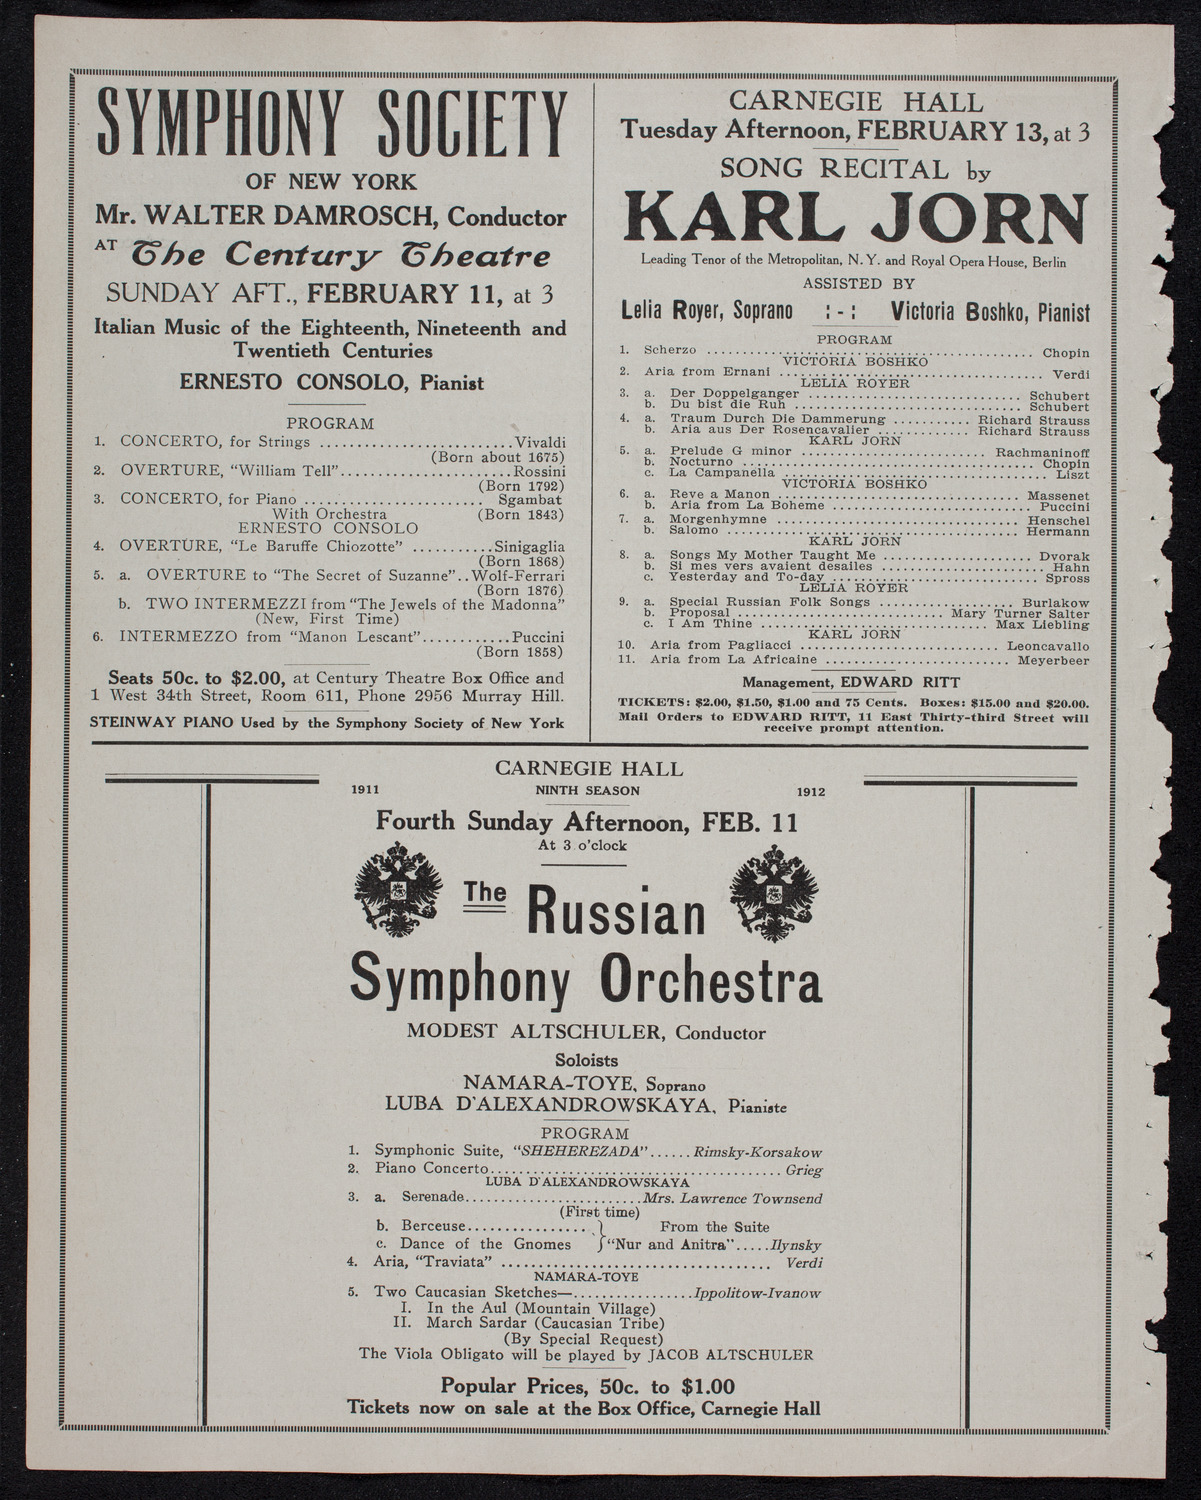 SYMPHONY SOCIETY
OF NEW YORK
Mr. WALTER DAMROSCH, Conductor
AT The Century Theatre
SUNDAY AFT., FEBRUARY 11, at 3
Italian Music of the Eighteenth, Nineteenth and
Twentieth Centuries
ERNESTO CONSOLO, Pianist
PROGRAM
1. CONCERTO, for Strings ........................Vivaldi
(Born about 1675)
2. OVERTURE, “William Tell”.....................Rossini
(Born 1792)
3. CONCERTO, for Piano ...................... Sgambat
With Orchestra (Born 1843)
ERNESTO CONSOLO
4. OVERTURE, “Le Baruffe Chiozotte” ..........Sinigaglia
(Born 1868)
5. a. OVERTURE to “The Secret of Suzanne”..Wolf-Ferrari
(Born 1876)
b. TWO INTERMEZZI from “The Jewels of the Madonna”
(New, First Time)
6. INTERMEZZO from “Manon Lescant”...........Puccini
(Born 1858)
Seats 50c. to $2.00, at Century Theatre Box Office and
1 West 34th Street, Room 611, Phone 2956 Murray Hill.
STEINWAY PIANO Used by the Symphony Society of New York
CARNEGIE HALL
Tuesday Afternoon, FEBRUARY 13, at 3
SONG RECITAL by
KARL JORN
Leading Tenor of the Metropolitan, N. Y. and Royal Opera House, Berlin
ASSISTED BY
Lelia Royer, Soprano : - : Victoria Boshko, Pianist
PROGRAM
1. Scherzo ........................................ Chopin
VICTORIA BOSHKO
2. Aria from Ernani ................................ Verdi
LELIA ROYER
3. a. Der Doppelganger .......................... Schubert
b. Du bist die Ruh ............................ Schubert
4. a. Traum Durch Die Dammerung ........... Richard Strauss
b. Aria aus Der Rosencavalier ............ Richard Strauss
KARL JORN
5. a. Prelude G minor ........................ Rachmaninoff
b. Nocturno .................................... Chopin
c. La Campanella ................................ Liszt
VICTORIA BOSHKO
6. a. Reve a Manon .............................. Massenet
b. Aria from La Boheme ........................ Puccini
7. a. Morgenhymne .............................. Henschel
b. Salomo .................................... Hermann
KARL JORN
8. a. Songs My Mother Taught Me .................. Dvorak
b. Si mes vers avaient desailes .................. Hahn
c. Yesterday and To-day ........................ Spross
LELIA ROYER
9. a. Special Russian Folk Songs .................. Burlakow
b. Proposal .......................... Mary Turner Salter
c. I Am Thine .............................. Max Liebling
KARL JORN
10. Aria from Pagliacci .......................... Leoncavallo
11. Aria from La Africaine ........................ Meyerbeer
Management, EDWARD RITT
TICKETS: $2.00, $1.50, $1.00 and 75 Cents. Boxes: $15.00 and $20.00.
Mail Orders to EDWARD RITT, 11 East Thirty-third Street will
receive prompt attention.
CARNEGIE HALL
1911 NINTH SEASON 1912
Fourth Sunday Afternoon, FEB. 11
At 3 o'clock
The Russian
Symphony Orchestra
MODEST ALTSCHULER, Conductor
Soloists
NAMARA-TOYE, Soprano
LUBA D'ALEXANDROWSKAYA, Pianiste
PROGRAM
1. Symphonic Suite, “SHEHEREZADA”...... Rimsky-Korsakow
2. Piano Concerto.................................... Grieg
LUBA D'ALEXANDROWSKAYA
3. a. Serenade........................Mrs. Lawrence Townsend
(First time)
b. Berceuse................ } From the Suite
c. Dance of the Gnomes } “Nur and Anitra”.....Ilynsky
4. Aria, “Traviata” .................................. Verdi
NAMARA-TOYE
5. Two Caucasian Sketches—................Ippolitow-Ivanow
I. In the Aul (Mountain Village)
II. March Sardar (Caucasian Tribe)
(By Special Request)
The Viola Obligato will be played by JACOB ALTSCHULER
Popular Prices, 50c. to $1.00
Tickets now on sale at the Box Office, Carnegie Hall